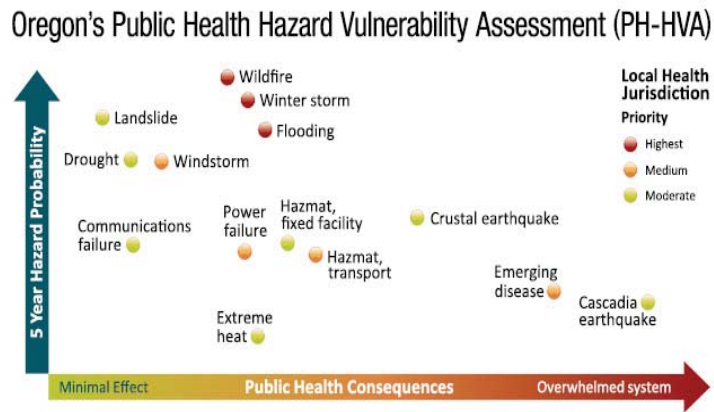 Oregon's Public Health Hazard Vulnerability Assessment (PH-HVA)
Wildfire
Winter storm
Flooding
Landslide
Drought
Windstorm
Local Health
Jurisdiction
Priority
Highest
Medium
Moderate
Communications
failure
Power
failure
Hazmat,
fixed facility
Hazmat,
transport
Crustal earthquake
Emerging
disease
Cascadia
earthquake
Extreme
heat
5 Year Hazard Probability
Minimal Effect
Public Health Consequences
Overwhelmed system